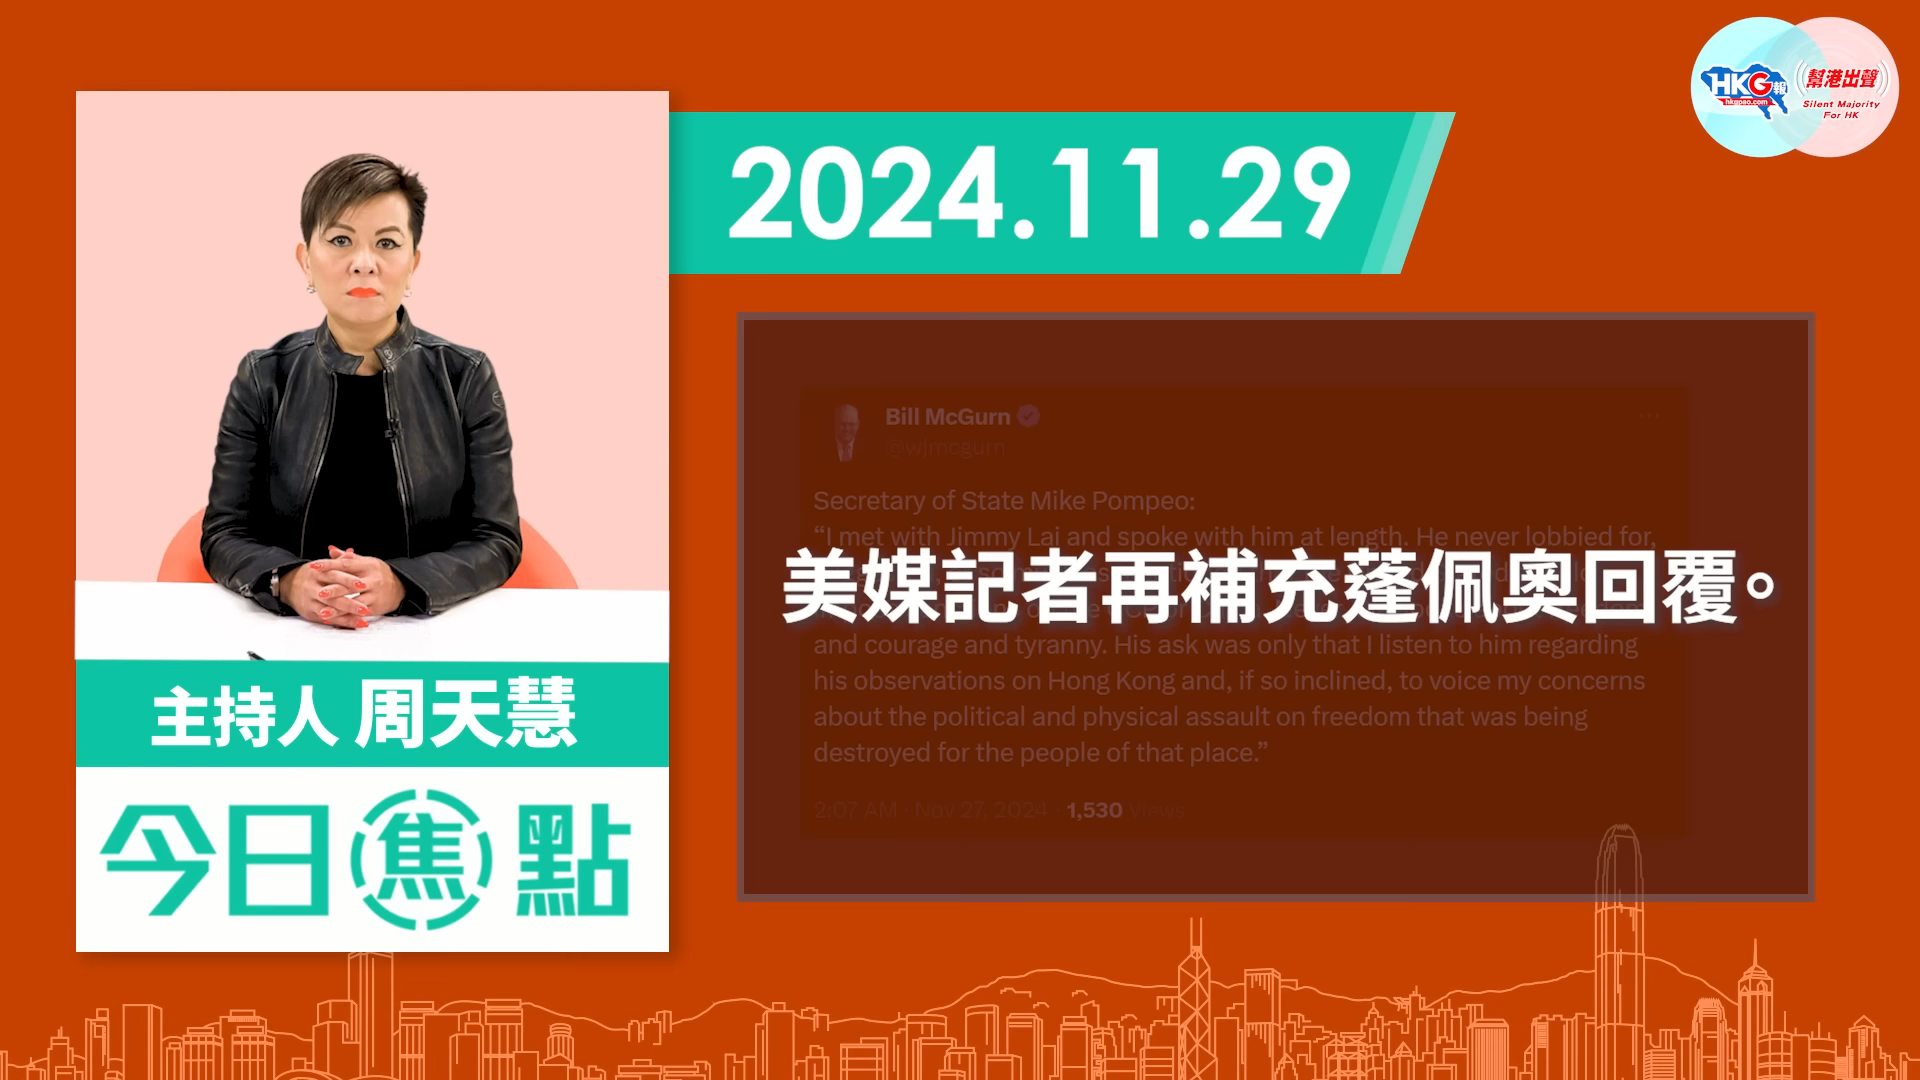 HKG報
hkgpao.com
幫港出聲
Silent Majority
For HK
2024.11.29
Bill McGurn
@wjmcgurn
Secretary of State Mike Pompeo:
“I met with Jimmy Lai and spoke with him at length. He never lobbied for,
美媒記者再補充蓬佩奧回覆。
and courage and tyranny. His ask was only that I listen to him regarding
his observations on Hong Kong and, if so inclined, to voice my concerns
about the political and physical assault on freedom that was being
destroyed for the people of that place.”
2:07 AM · Nov 27, 2024 · 1,530 Views
主持人 周天慧
今日焦點